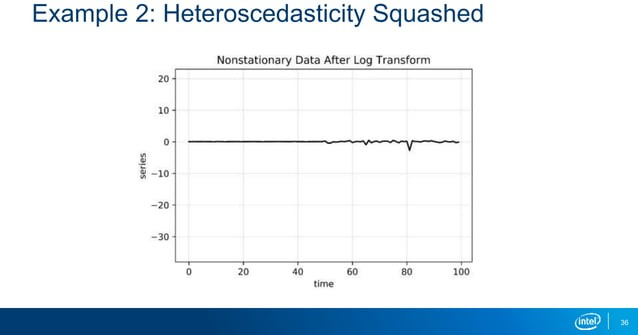 Example 2: Heteroscedasticity Squashed
Nonstationary Data After Log Transform
20
10
0
−10
−20
−30
series
0 20 40 60 80 100
time
intel 36